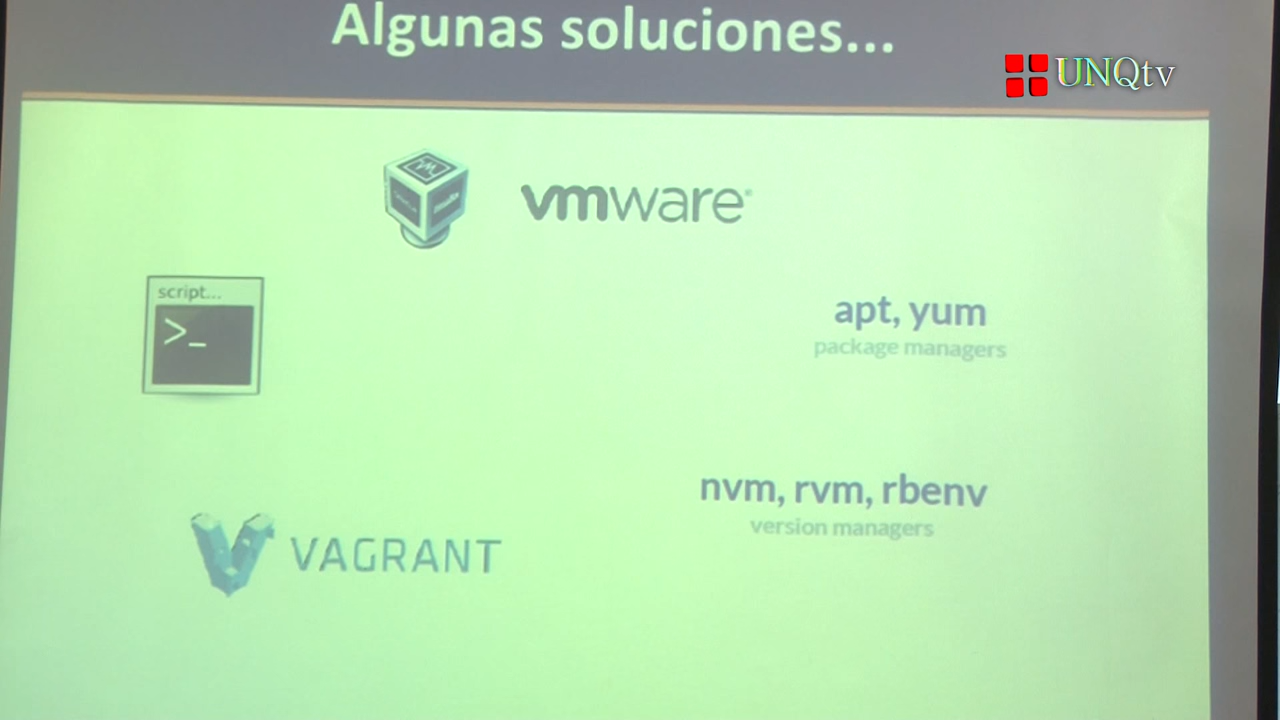 Algunas soluciones...
UNQtv
vmware®
script...
>_
apt, yum
package managers
nvm, rvm, rbenv
version managers
VAGRANT